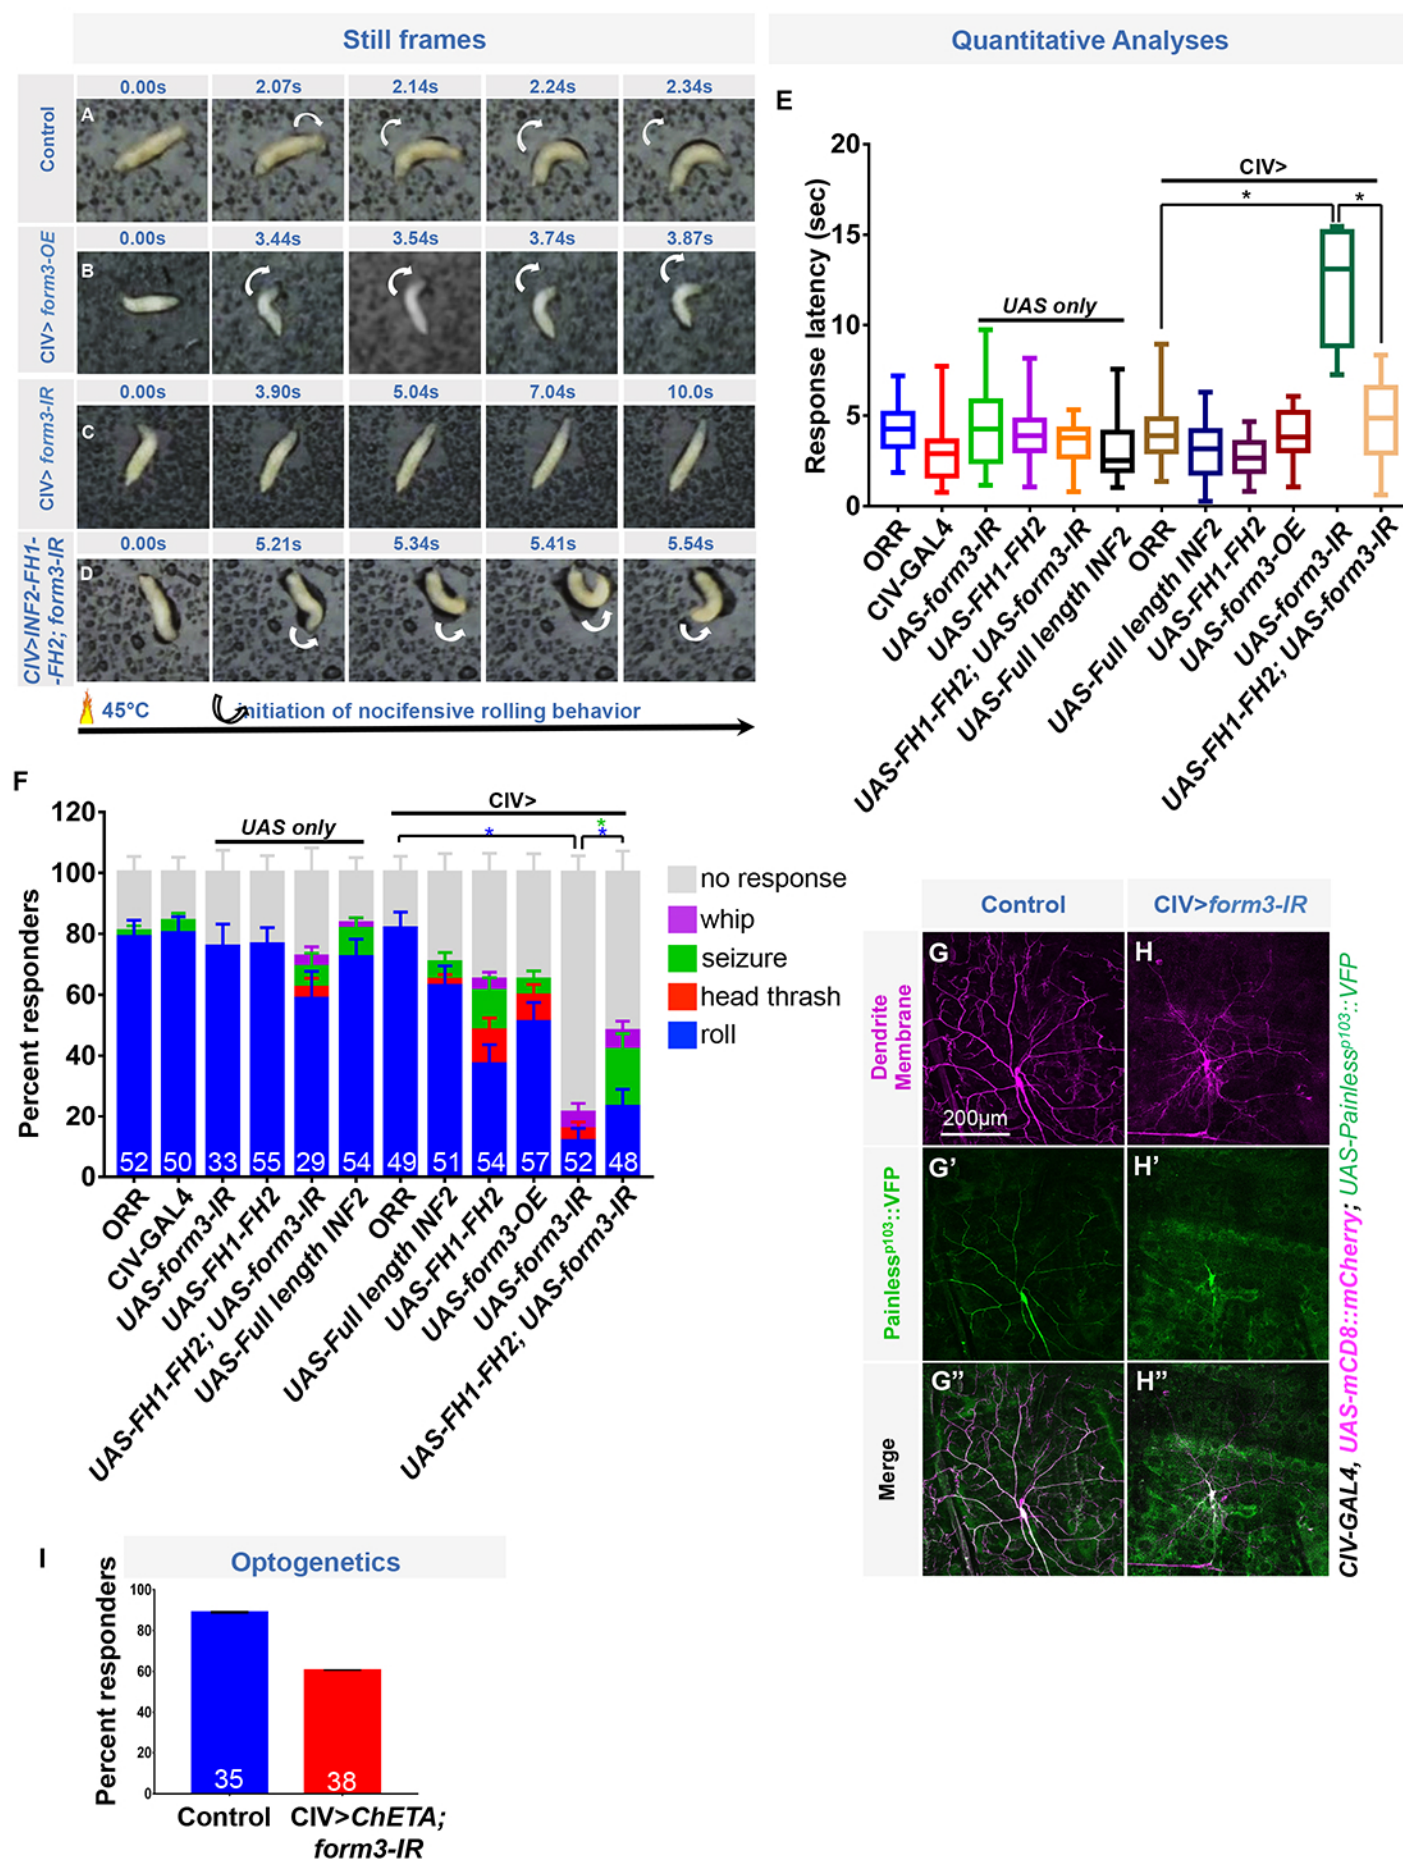 Still frames
Quantitative Analyses
Control
0.00s 2.07s 2.14s 2.24s 2.34s
A
CIV> form3-OE
0.00s 3.44s 3.54s 3.74s 3.87s
B
CIV> form3-IR
0.00s 3.90s 5.04s 7.04s 10.0s
C
CIV>INF2-FH1-
-FH2; form3-IR
0.00s 5.21s 5.34s 5.41s 5.54s
D
45°C
initiation of nocifensive rolling behavior
E
Response latency (sec)
20
15
10
5
0
UAS only
CIV>
*
*
ORR
CIV-GAL4
UAS-form3-IR
UAS-FH1-FH2
UAS-FH1-FH2; UAS-form3-IR
UAS-Full length INF2
ORR
UAS-Full length INF2
UAS-FH1-FH2
UAS-form3-OE
UAS-form3-IR
UAS-FH1-FH2; UAS-form3-IR
F
Percent responders
120
100
80
60
40
20
0
UAS only
CIV>
*
*
*
52 50 33 55 29 54 49 51 54 57 52 48
ORR
CIV-GAL4
UAS-form3-IR
UAS-FH1-FH2
UAS-FH1-FH2; UAS-form3-IR
UAS-Full length INF2
ORR
UAS-Full length INF2
UAS-FH1-FH2
UAS-form3-OE
UAS-form3-IR
UAS-FH1-FH2; UAS-form3-IR
no response
whip
seizure
head thrash
roll
Control
CIV>form3-IR
Dendrite
Membrane
G
H
200µm
Painlessp103::VFP
G'
H'
Merge
G”
H”
CIV-GAL4, UAS-mCD8::mCherry; UAS-Painlessp103::VFP
I
Optogenetics
Percent responders
100
80
60
40
20
0
35
38
Control
CIV>ChETA;
form3-IR